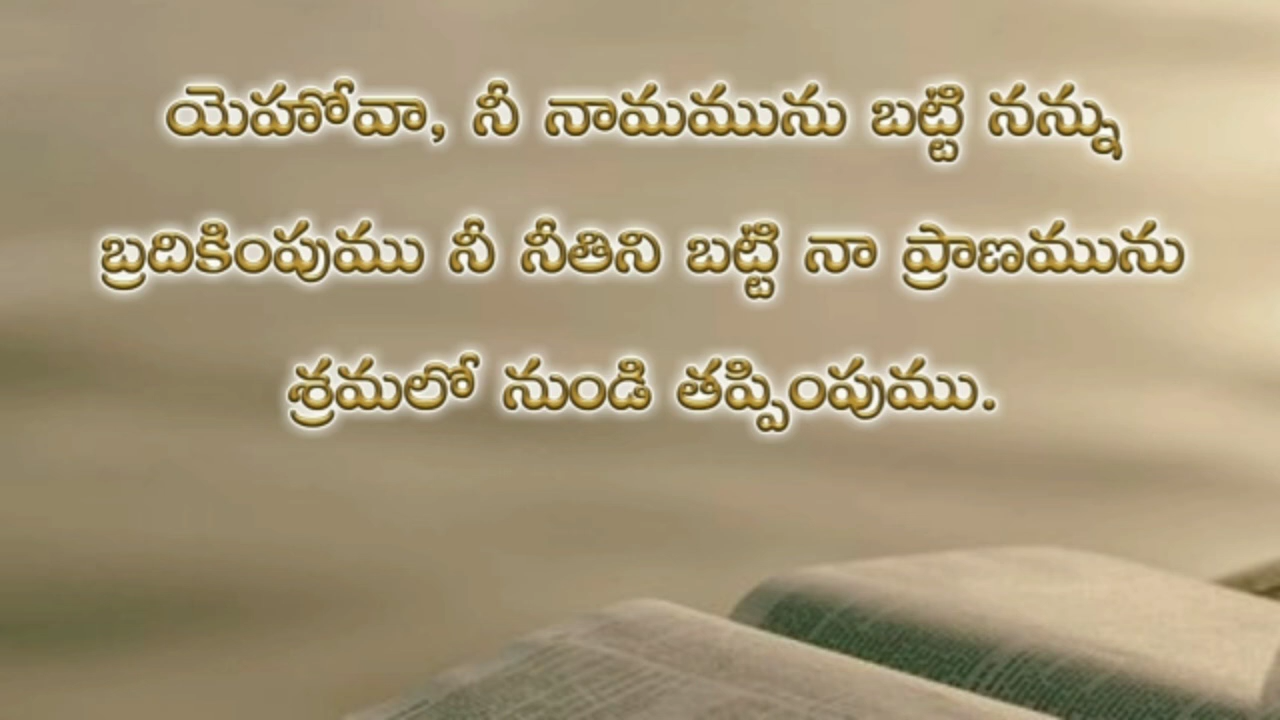 యెహోవా, నీ నామమును బట్టి నన్ను
బ్రదికింపుము నీ నీతిని బట్టి నా ప్రాణమును
శ్రమలో నుండి తప్పింపుము.